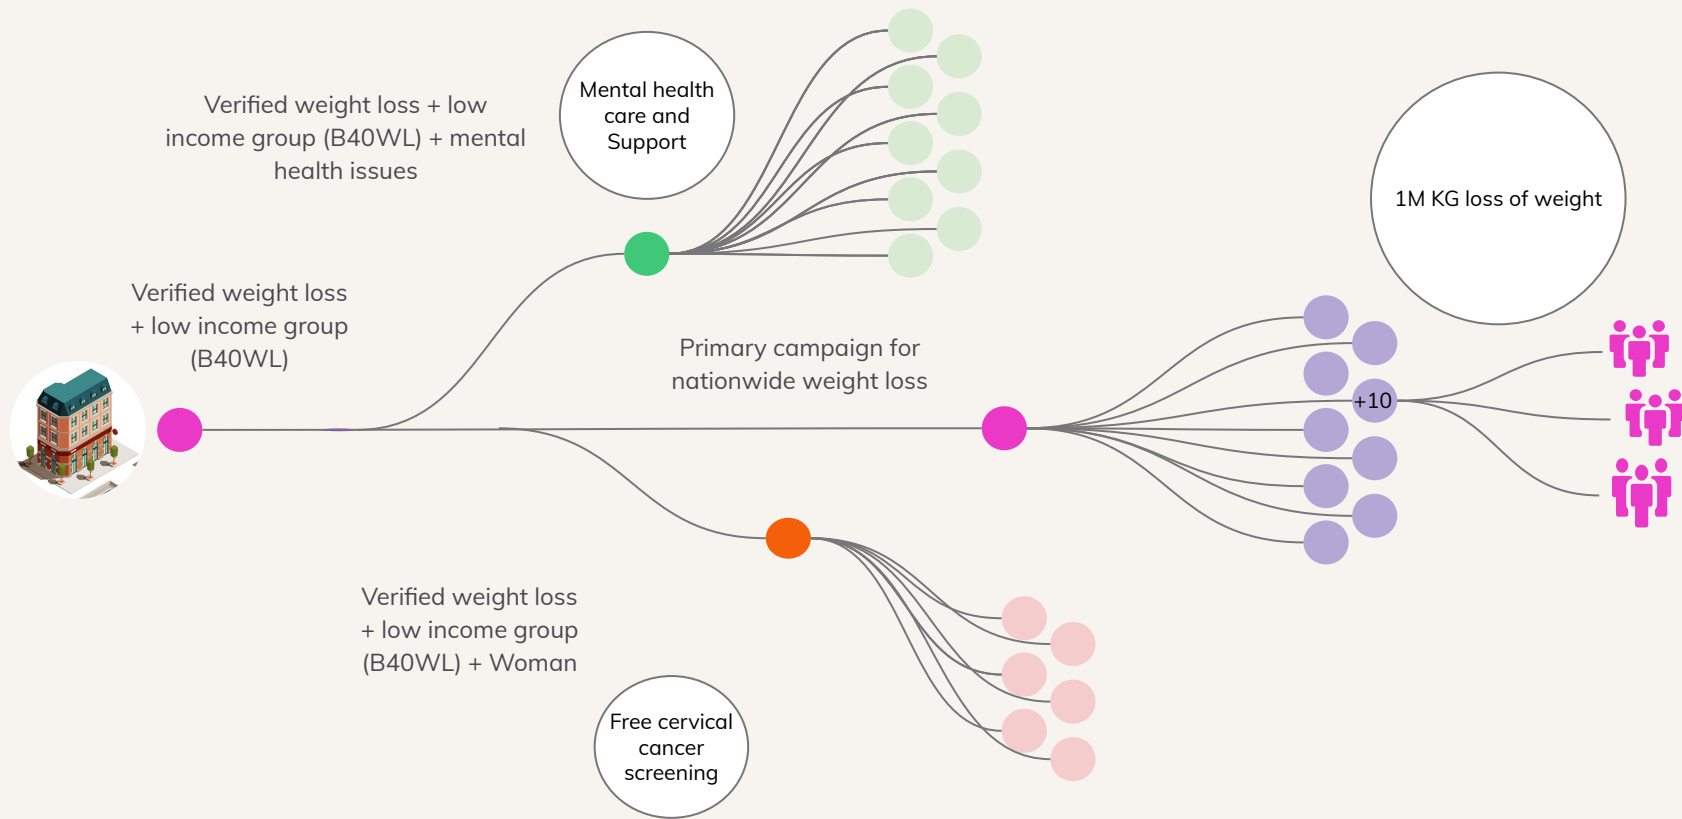 Mental health
care and
Support
Verified weight loss + low
income group (B40WL) + mental
health issues
1M KG loss of weight
Verified weight loss
+ low income group
(B40WL)
Primary campaign for
nationwide weight loss
+10
Verified weight loss
+ low income group
(B40WL) + Woman
Free cervical
cancer
screening